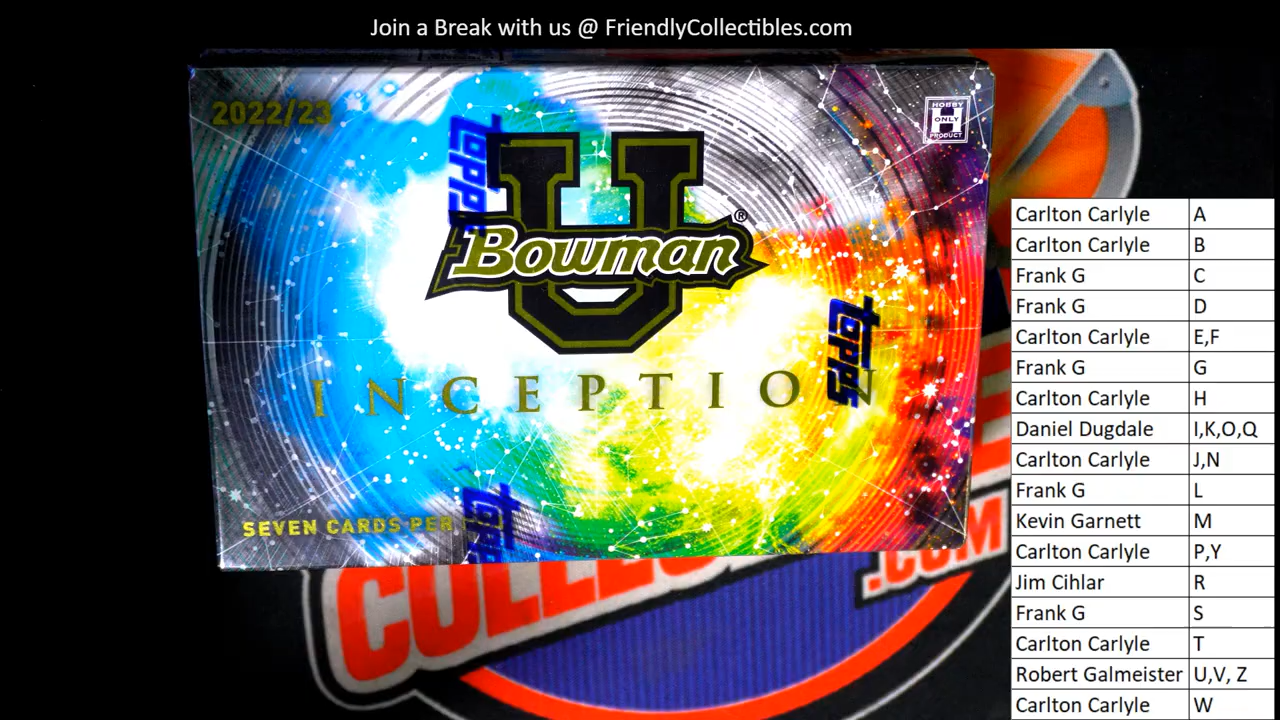 Join a Break with us @ FriendlyCollectibles.com
2022/23
HOBBY
ONLY
H
PRODUCT
topps
U
Bowman®
INCEPTION
topps
SEVEN CARDS PER
topps
.COM
Carlton Carlyle A
Carlton Carlyle B
Frank G C
Frank G D
Carlton Carlyle E,F
Frank G G
Carlton Carlyle H
Daniel Dugdale I,K,O,Q
Carlton Carlyle J,N
Frank G L
Kevin Garnett M
Carlton Carlyle P,Y
Jim Cihlar R
Frank G S
Carlton Carlyle T
Robert Galmeister U,V, Z
Carlton Carlyle W